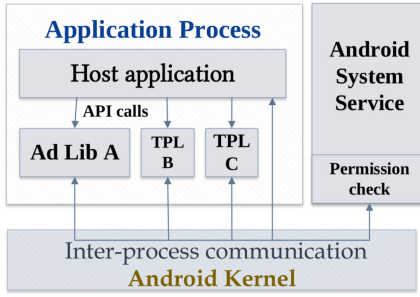 Application Process
Host application
API calls
Ad Lib A
TPL
B
TPL
C
Android
System
Service
Permission
check
Inter-process communication
Android Kernel